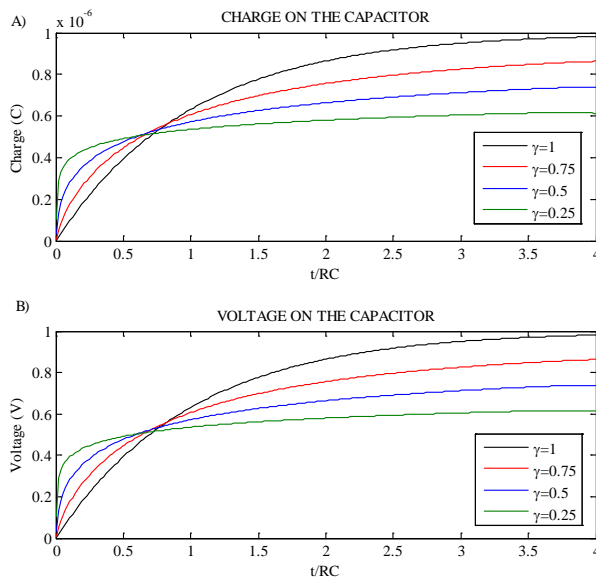 A)
x 10^-6
CHARGE ON THE CAPACITOR
1
0.8
0.6
0.4
0.2
0
Charge (C)
γ=1
γ=0.75
γ=0.5
γ=0.25
0 0.5 1 1.5 2 2.5 3 3.5 4
t/RC
B)
VOLTAGE ON THE CAPACITOR
1
0.8
0.6
0.4
0.2
0
Voltage (V)
γ=1
γ=0.75
γ=0.5
γ=0.25
0 0.5 1 1.5 2 2.5 3 3.5 4
t/RC